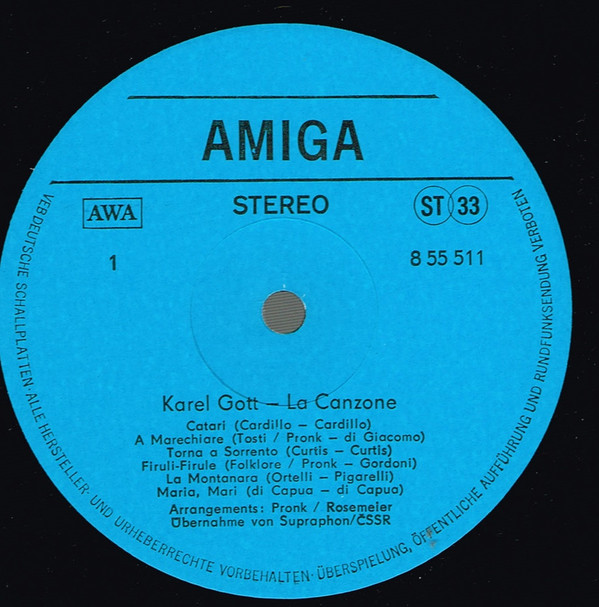 AMIGA
AWA
STEREO
ST 33
1
8 55 511
Karel Gott – La Canzone
Catari (Cardillo – Cardillo)
A Marechiare (Tosti / Pronk – di Giacomo)
Torna a Sorrento (Curtis – Curtis)
Firuli-Firule (Folklore / Pronk – Gordoni)
La Montanara (Ortelli – Pigarelli)
Maria, Mari (di Capua – di Capua)
Arrangements: Pronk / Rosemeier
Übernahme von Supraphon/ČSSR
VEB DEUTSCHE SCHALLPLATTEN · ALLE HERSTELLER- UND URHEBERRECHTE VORBEHALTEN · ÜBERSPIELUNG, ÖFFENTLICHE AUFFÜHRUNG UND RUNDFUNKSENDUNG VERBOTEN